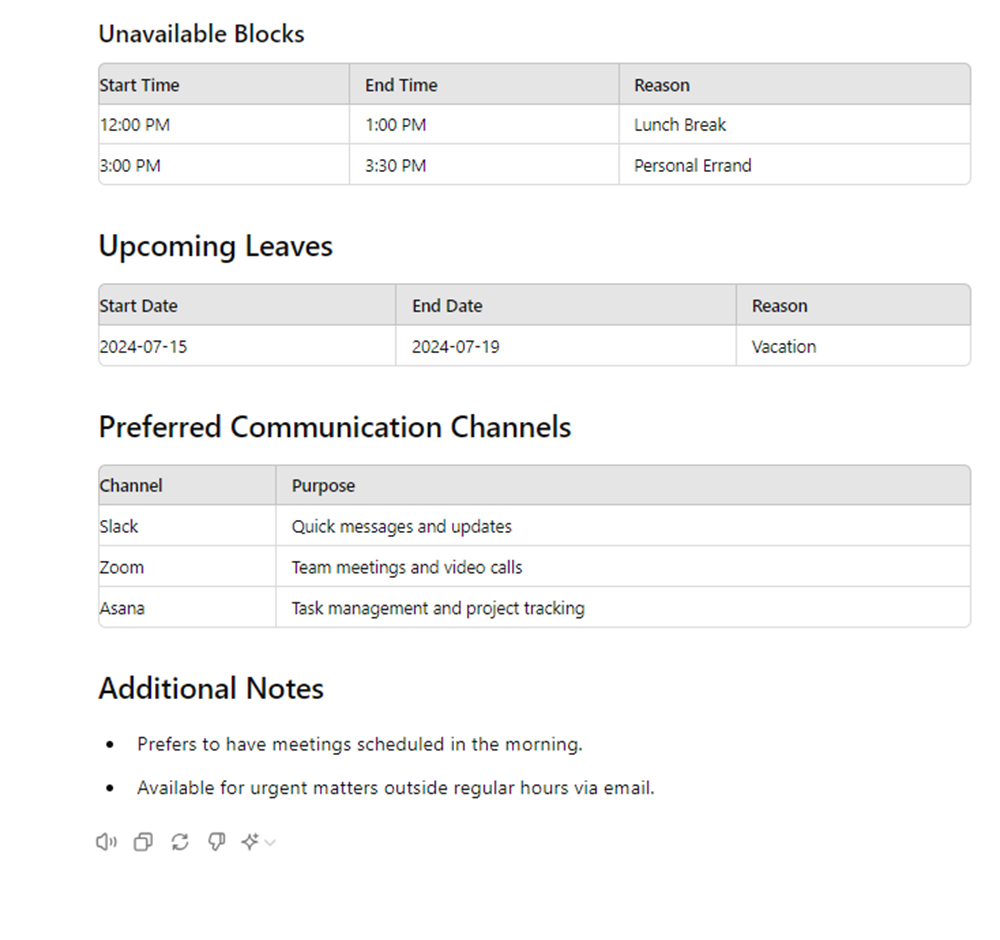 Unavailable Blocks
Start Time End Time Reason
12:00 PM 1:00 PM Lunch Break
3:00 PM 3:30 PM Personal Errand
Upcoming Leaves
Start Date End Date Reason
2024-07-15 2024-07-19 Vacation
Preferred Communication Channels
Channel Purpose
Slack Quick messages and updates
Zoom Team meetings and video calls
Asana Task management and project tracking
Additional Notes
• Prefers to have meetings scheduled in the morning.
• Available for urgent matters outside regular hours via email.